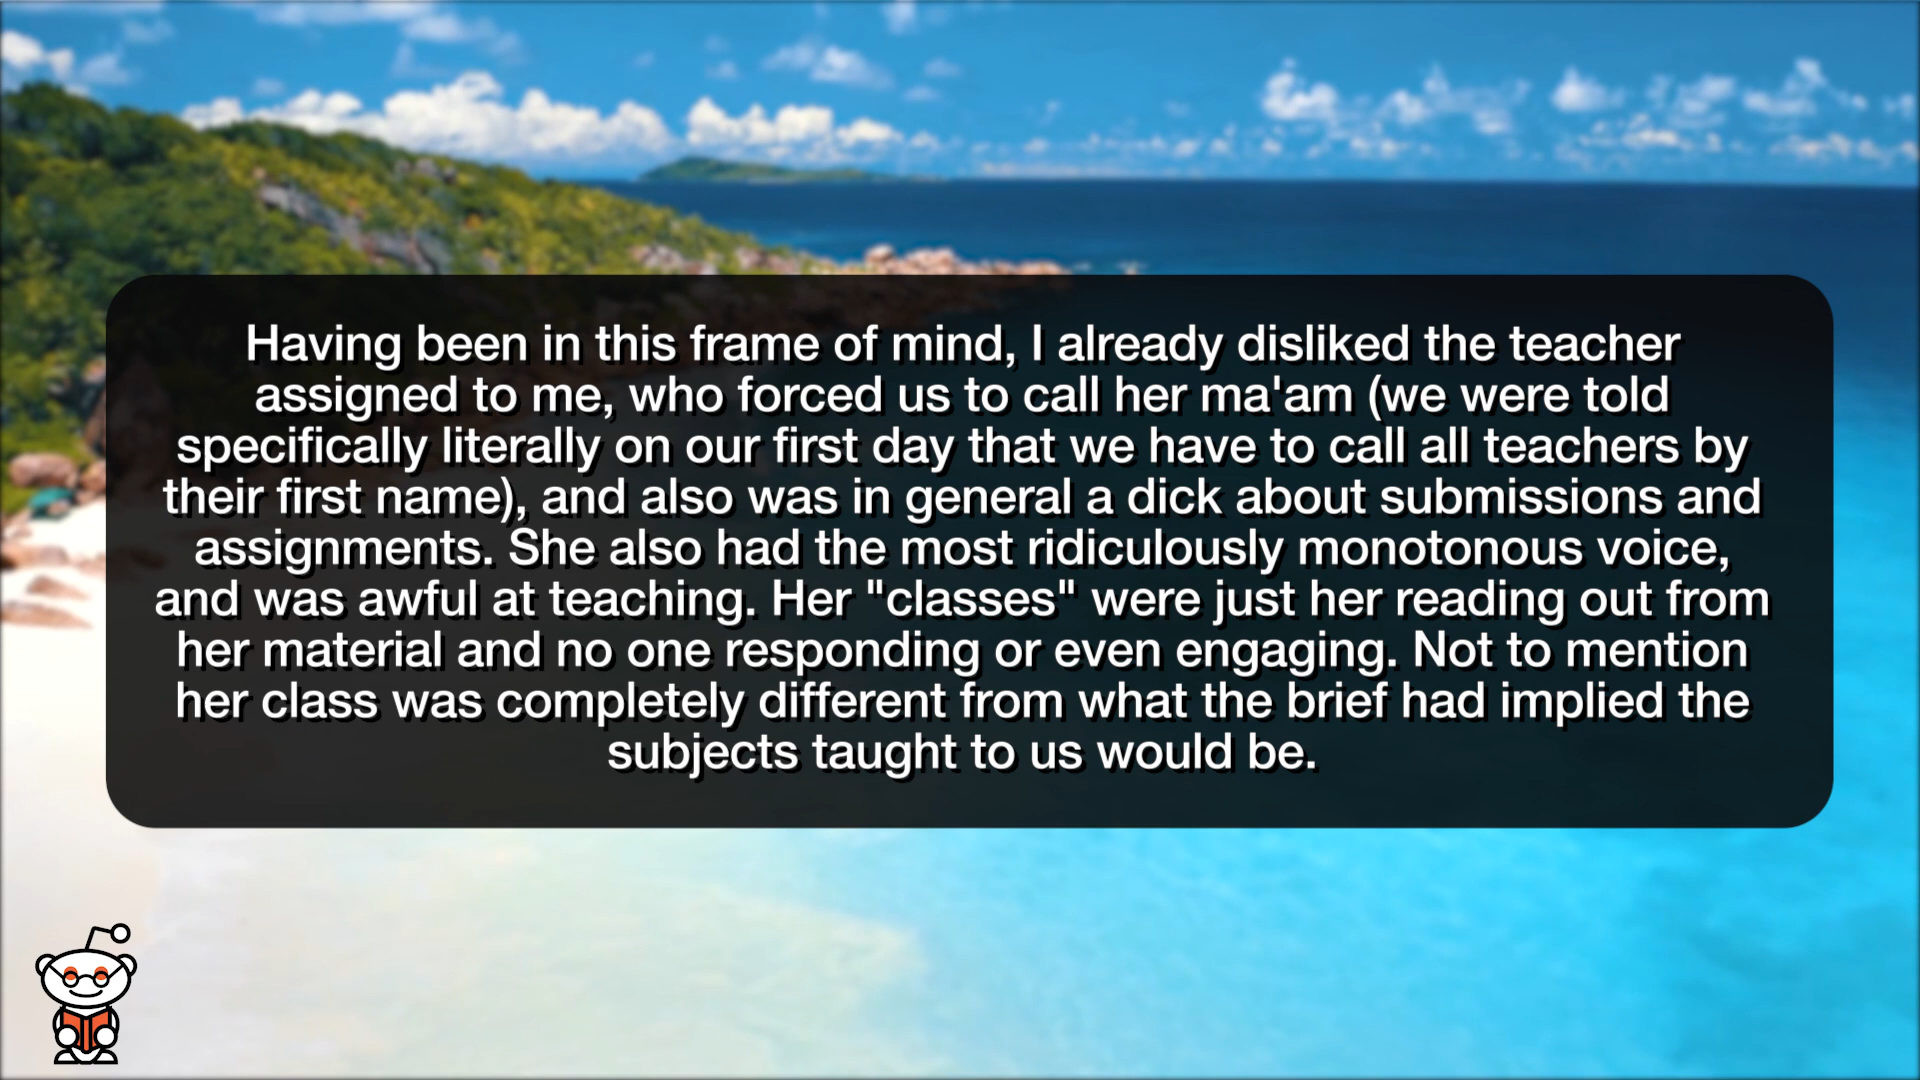 Having been in this frame of mind, I already disliked the teacher
assigned to me, who forced us to call her ma'am (we were told
specifically literally on our first day that we have to call all teachers by
their first name), and also was in general a dick about submissions and
assignments. She also had the most ridiculously monotonous voice,
and was awful at teaching. Her "classes" were just her reading out from
her material and no one responding or even engaging. Not to mention
her class was completely different from what the brief had implied the
subjects taught to us would be.